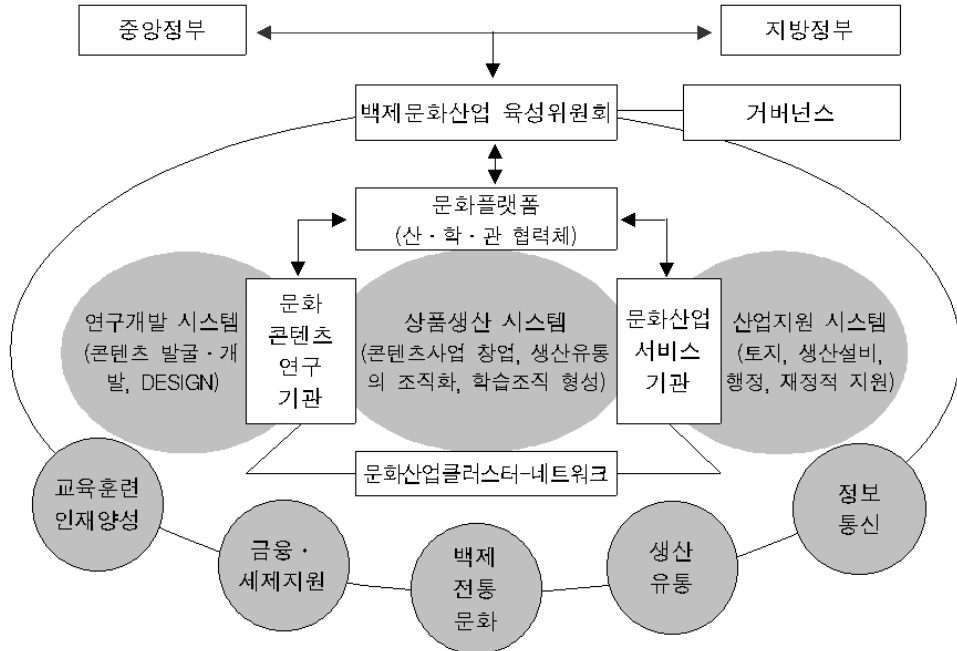 중앙정부
지방정부
백제문화산업 육성위원회
거버넌스
문화플랫폼
(산·학·관 협력체)
연구개발 시스템
(콘텐츠 발굴·개
발, DESIGN)
문화
콘텐츠
연구
기관
상품생산 시스템
(콘텐츠사업 창업, 생산유통
의 조직화, 학습조직 형성)
문화산업
서비스
기관
산업지원 시스템
(토지, 생산설비,
행정, 재정적 지원)
문화산업클러스터-네트워크
교육훈련
인재양성
금융·
세제지원
백제
전통
문화
생산
유통
정보
통신